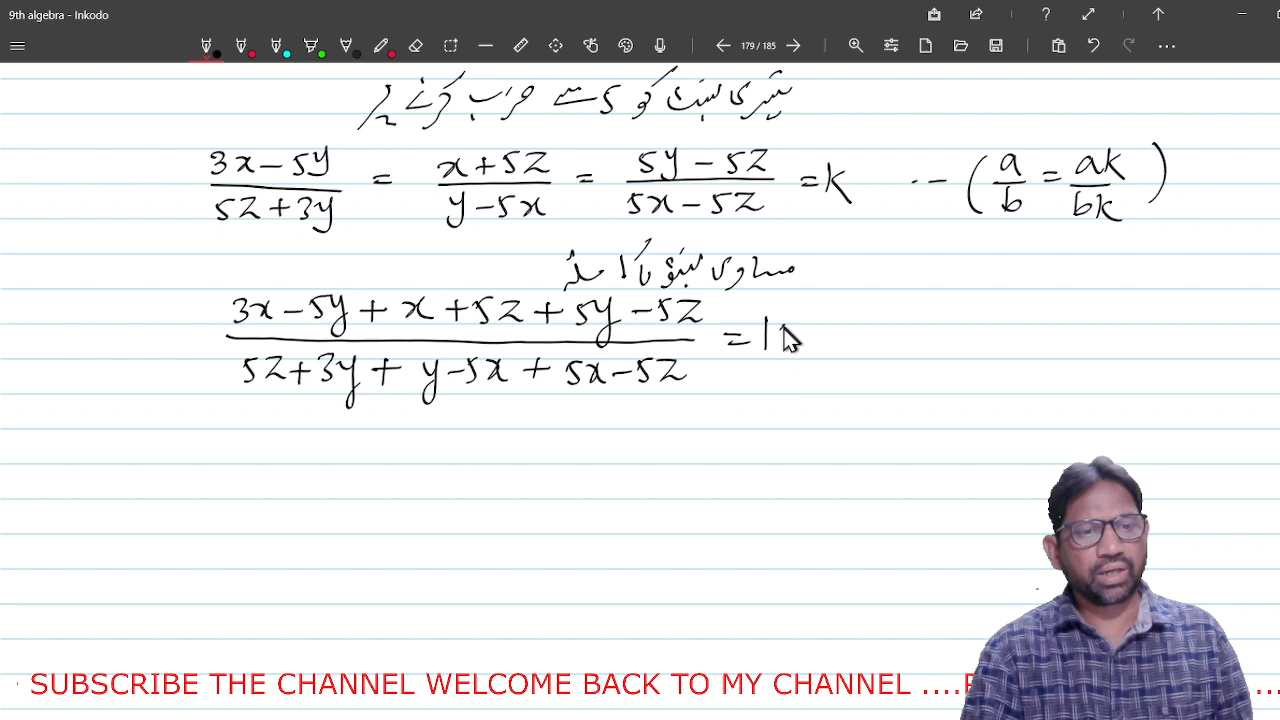 9th algebra - Inkodo
179 / 185
تیسری نسبت کو 5 سے ضرب کرنے پر
3x-5y/5z+3y = x+5z/y-5x = 5y-5z/5x-5z = k ... (a/b = ak/bk)
مساوی نسبتوں کا اصول
3x-5y+x+5z+5y-5z/5z+3y+y-5x+5x-5z = 1
SUBSCRIBE THE CHANNEL WELCOME BACK TO MY CHANNEL ....